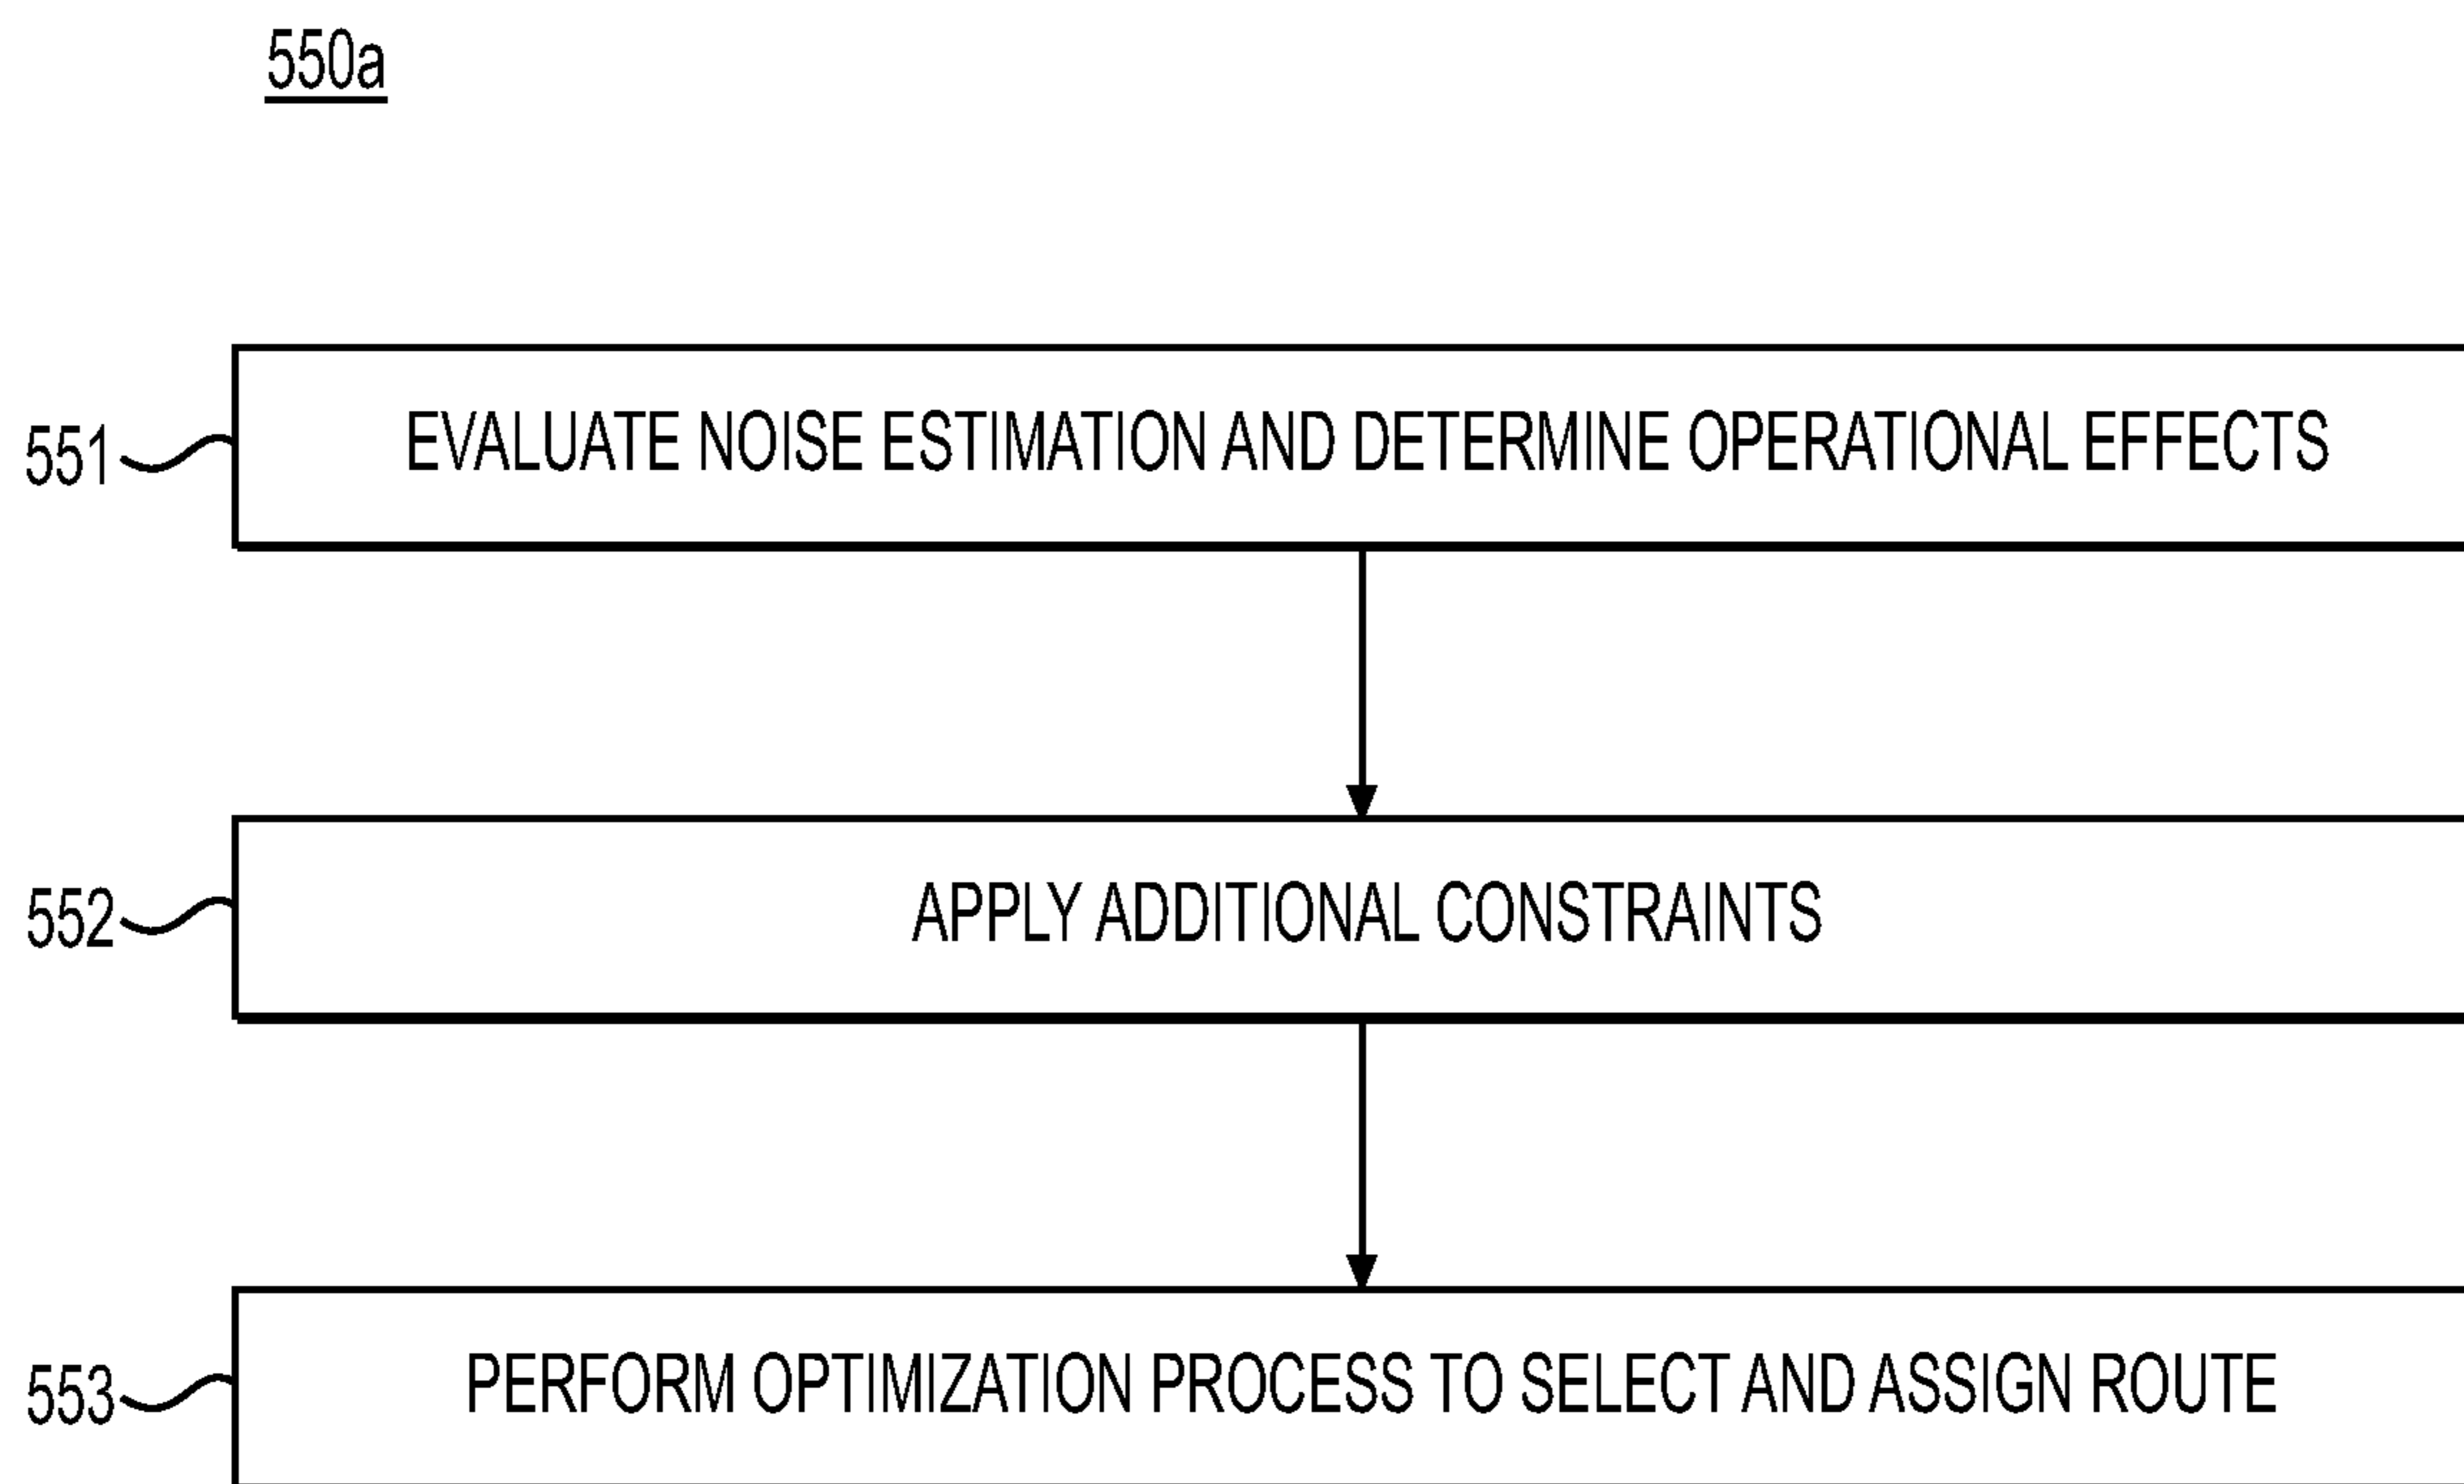 550a
551
EVALUATE NOISE ESTIMATION AND DETERMINE OPERATIONAL EFFECTS
552
APPLY ADDITIONAL CONSTRAINTS
553
PERFORM OPTIMIZATION PROCESS TO SELECT AND ASSIGN ROUTE